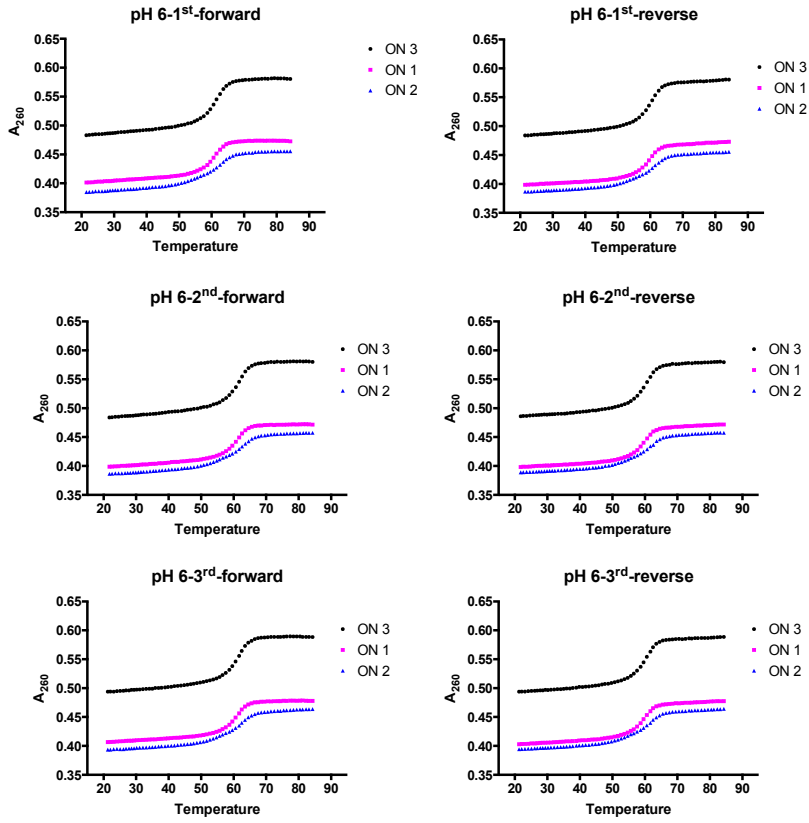 pH 6-1st-forward
0.65
0.60
0.55
0.50
0.45
0.40
0.35
A260
20 30 40 50 60 70 80 90
Temperature
ON 3
ON 1
ON 2
pH 6-1st-reverse
0.65
0.60
0.55
0.50
0.45
0.40
0.35
A260
20 30 40 50 60 70 80 90
Temperature
ON 3
ON 1
ON 2
pH 6-2nd-forward
0.65
0.60
0.55
0.50
0.45
0.40
0.35
A260
20 30 40 50 60 70 80 90
Temperature
ON 3
ON 1
ON 2
pH 6-2nd-reverse
0.65
0.60
0.55
0.50
0.45
0.40
0.35
A260
20 30 40 50 60 70 80 90
Temperature
ON 3
ON 1
ON 2
pH 6-3rd-forward
0.65
0.60
0.55
0.50
0.45
0.40
0.35
A260
20 30 40 50 60 70 80 90
Temperature
ON 3
ON 1
ON 2
pH 6-3rd-reverse
0.65
0.60
0.55
0.50
0.45
0.40
0.35
A260
20 30 40 50 60 70 80 90
Temperature
ON 3
ON 1
ON 2